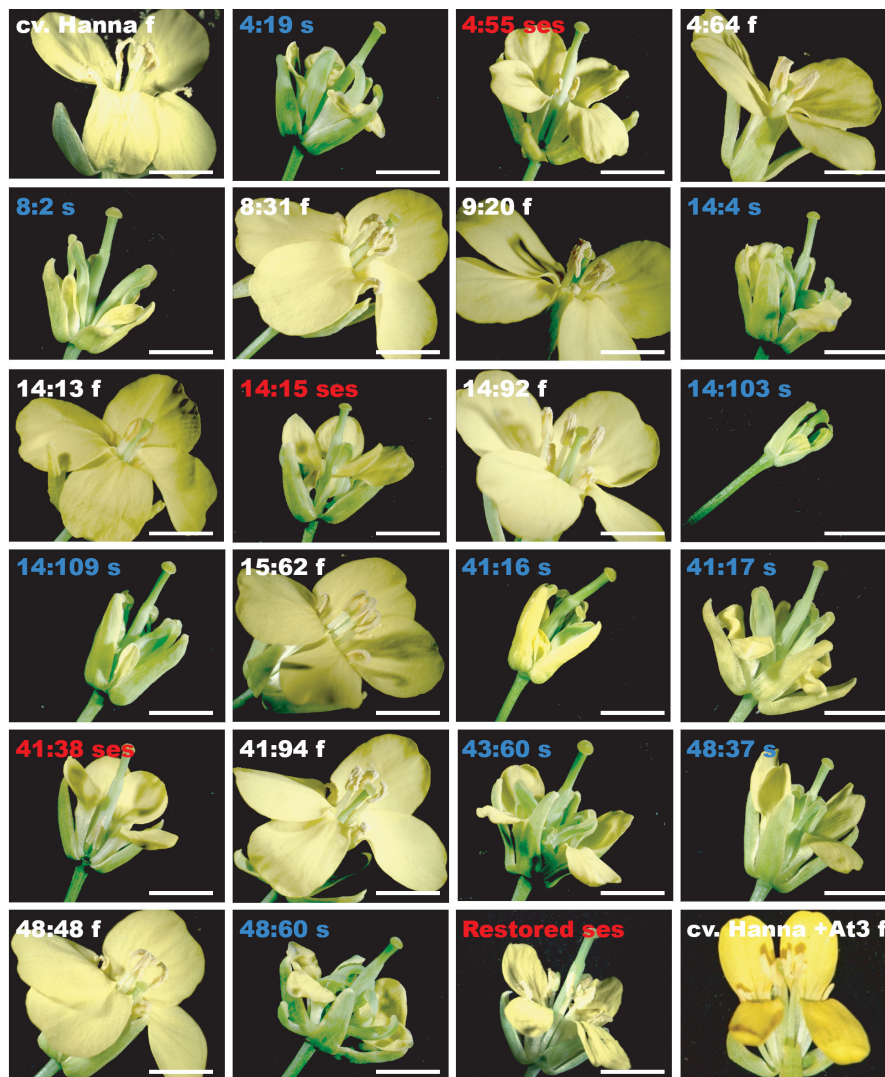 cv. Hanna f
4:19 s
4:55 ses
4:64 f
8:2 s
8:31 f
9:20 f
14:4 s
14:13 f
14:15 ses
14:92 f
14:103 s
14:109 s
15:62 f
41:16 s
41:17 s
41:38 ses
41:94 f
43:60 s
48:37 s
48:48 f
48:60 s
Restored ses
cv. Hanna +At3 f